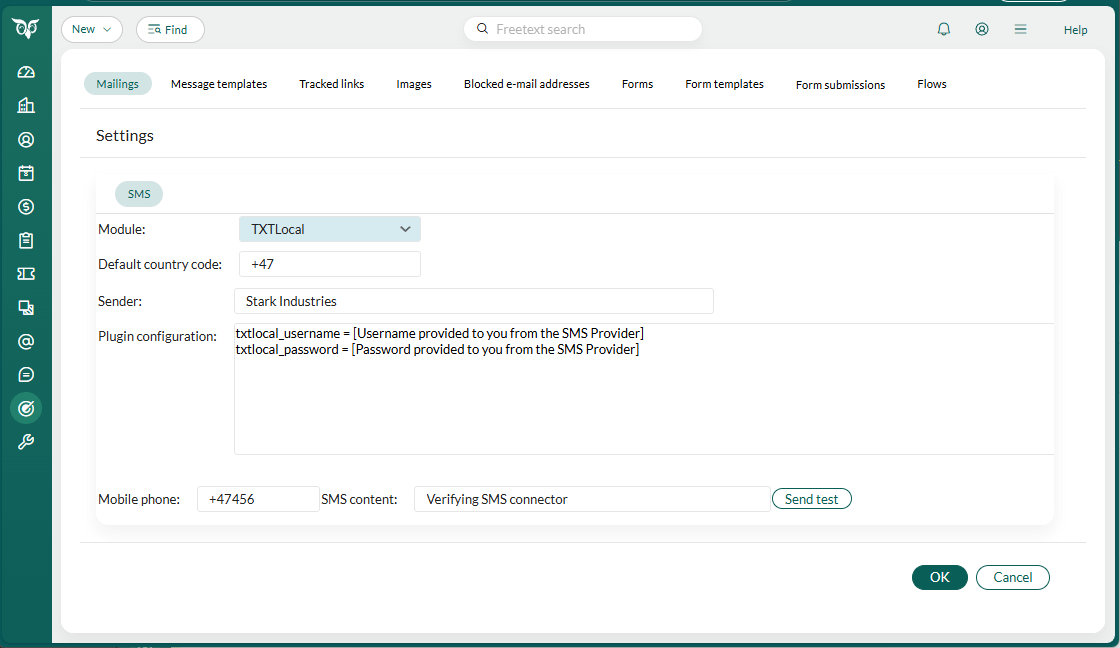 New
Find
Freetext search
Help
Mailings Message templates Tracked links Images Blocked e-mail addresses Forms Form templates Form submissions Flows
Settings
SMS
Module: TXTLocal
Default country code: +47
Sender: Stark Industries
Plugin configuration: txtlocal_username = [Username provided to you from the SMS Provider]
txtlocal_password = [Password provided to you from the SMS Provider]
Mobile phone: +47456 SMS content: Verifying SMS connector Send test
OK Cancel